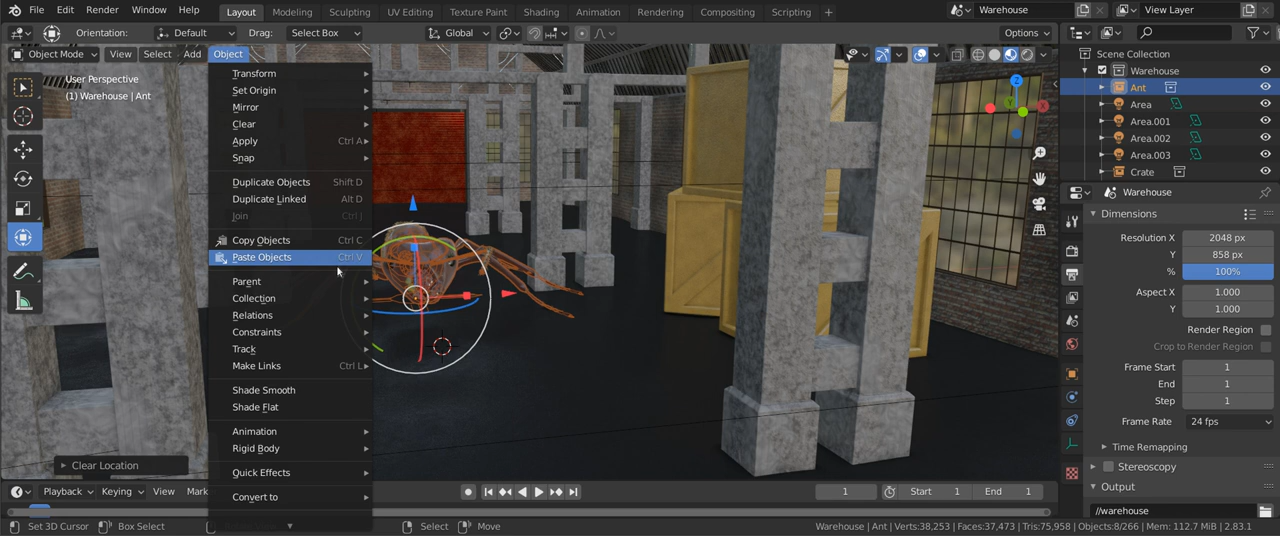 File Edit Render Window Help Layout Modeling Sculpting UV Editing Texture Paint Shading Animation Rendering Compositing Scripting + Warehouse View Layer
Orientation: Default Drag: Select Box Global Options
Object Mode View Select Add Object
User Perspective
(1) Warehouse | Ant
Transform
Set Origin
Mirror
Clear
Apply Ctrl A
Snap
Duplicate Objects Shift D
Duplicate Linked Alt D
Join Ctrl J
Copy Objects Ctrl C
Paste Objects Ctrl V
Parent
Collection
Relations
Constraints
Track
Make Links Ctrl L
Shade Smooth
Shade Flat
Animation
Rigid Body
Quick Effects
Convert to
Clear Location
Z
Y
X
Scene Collection
Warehouse
Ant
Area
Area.001
Area.002
Area.003
Crate
Warehouse
Dimensions
Resolution X 2048 px
Y 858 px
% 100%
Aspect X 1.000
Y 1.000
Render Region
Crop to Render Region
Frame Start 1
End 1
Step 1
Frame Rate 24 fps
Time Remapping
Stereoscopy
Output
//warehouse
Playback Keying View Mark 1 Start 1 End 1
Set 3D Cursor Box Select Select Move Warehouse | Ant | Verts:38,253 | Faces:37,473 | Tris:75,958 | Objects:8/266 | Mem: 112.7 MiB | 2.83.1